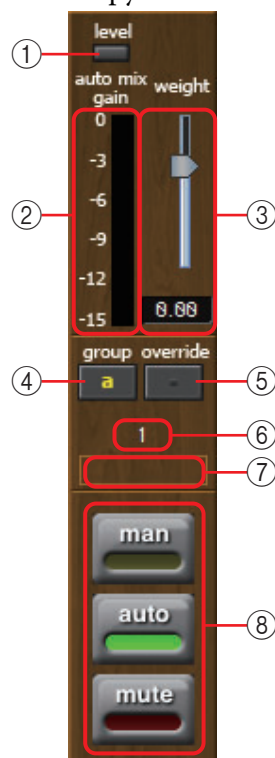 level
①
auto mix gain weight
0
-3
-6
-9
-12
-15
②
③
0.00
group override
④ a - ⑤
1 ⑥
⑦
man
auto
mute
⑧